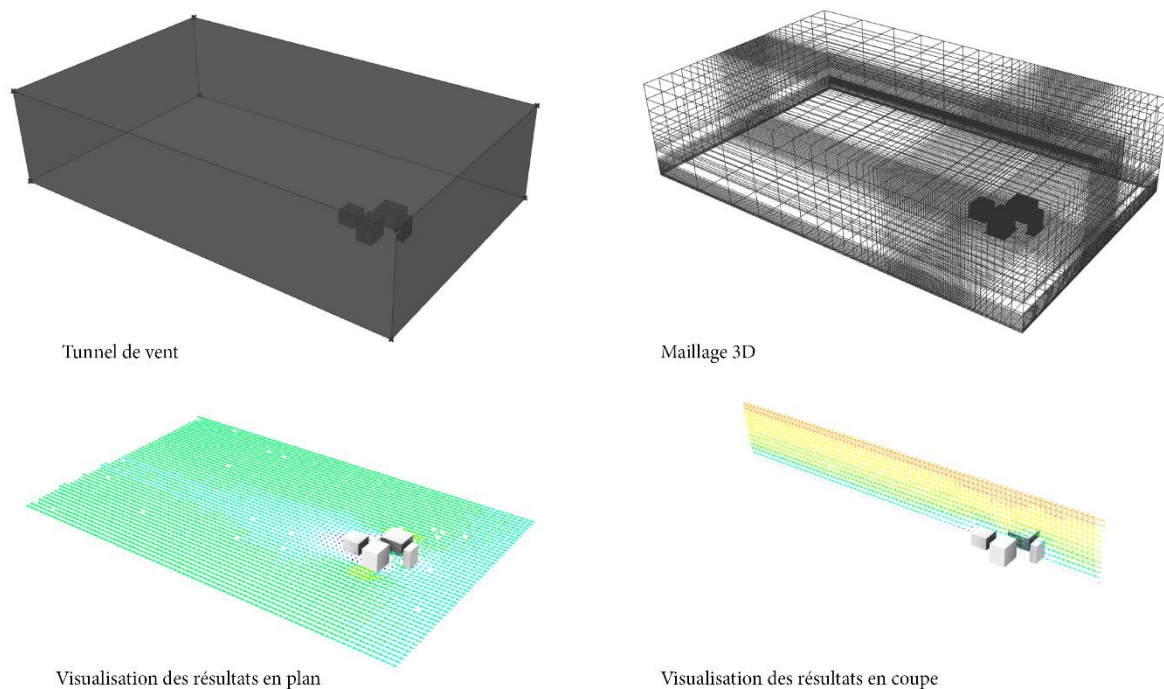 Tunnel de vent
Maillage 3D
Visualisation des résultats en plan
Visualisation des résultats en coupe